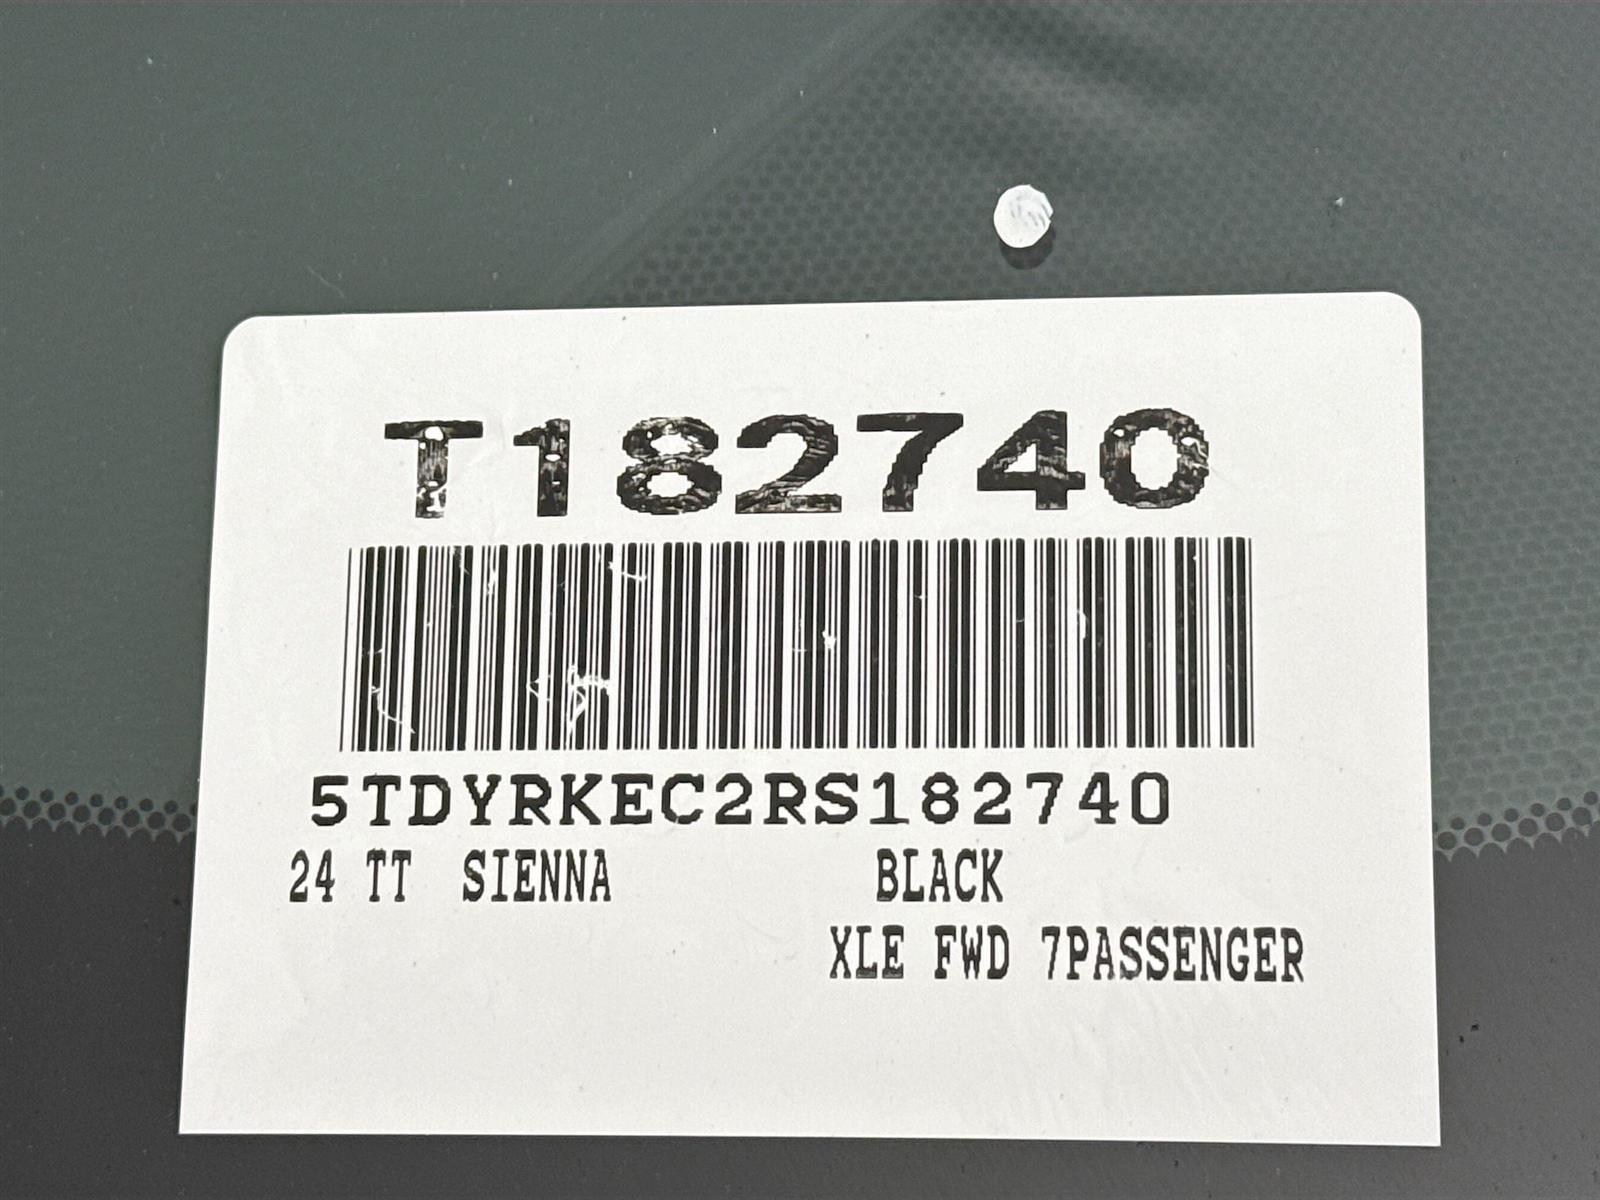 T182740
5TDYRKEC2RS182740
24 TT SIENNA BLACK
XLE FWD 7PASSENGER